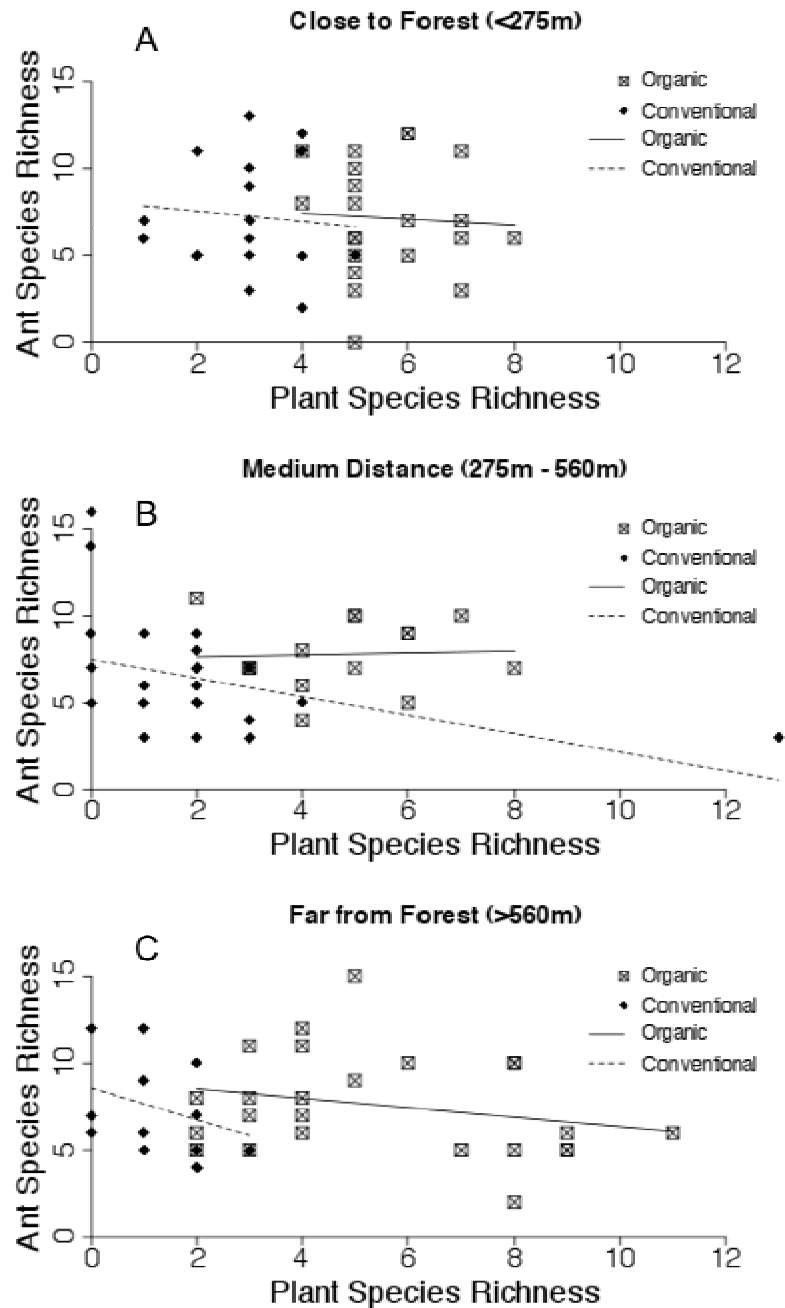 A
Close to Forest (<275m)
Organic
Conventional
Organic
Conventional
Ant Species Richness
0 5 10 15
0 2 4 6 8 10 12
Plant Species Richness
B
Medium Distance (275m - 560m)
Organic
Conventional
Organic
Conventional
Ant Species Richness
0 5 10 15
0 2 4 6 8 10 12
Plant Species Richness
C
Far from Forest (>560m)
Organic
Conventional
Organic
Conventional
Ant Species Richness
0 5 10 15
0 2 4 6 8 10 12
Plant Species Richness